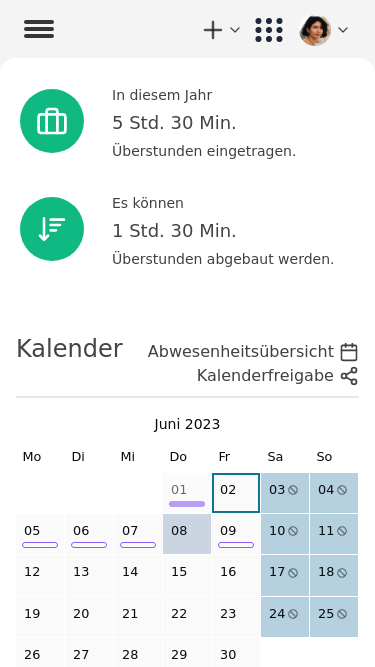 In diesem Jahr
5 Std. 30 Min.
Überstunden eingetragen.
Es können
1 Std. 30 Min.
Überstunden abgebaut werden.
Kalender
Abwesenheitsübersicht
Kalenderfreigabe
Juni 2023
Mo Di Mi Do Fr Sa So
01 02 03 04
05 06 07 08 09 10 11
12 13 14 15 16 17 18
19 20 21 22 23 24 25
26 27 28 29 30